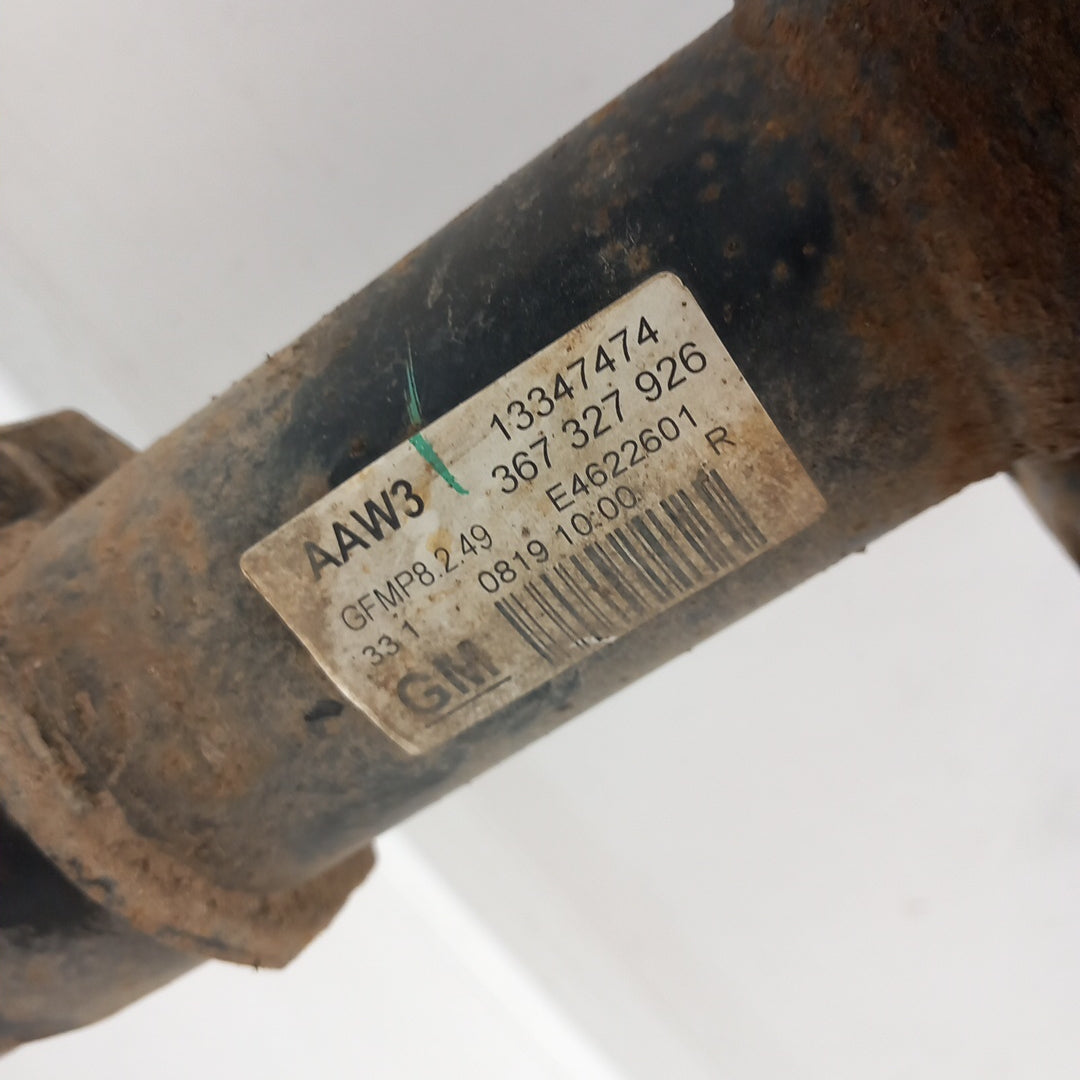 13347474
AAW3 367 327 926
GFMP8.2.49 E4622601 R
33.1 0819 10:00
GM